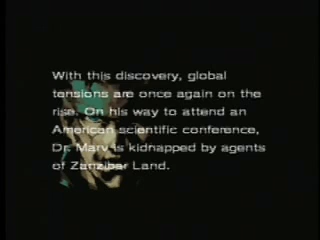 With this discovery, global
tensions are once again on the
rise. On his way to attend an
American scientific conference,
Dr. Marv is kidnapped by agents
of Zanzibar Land.